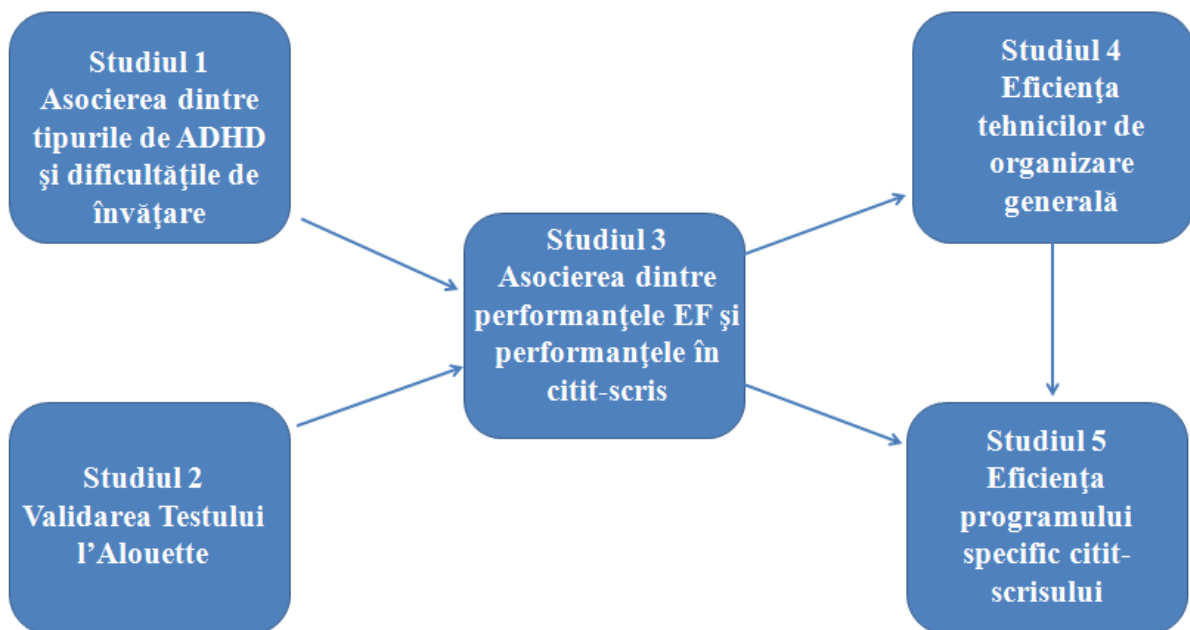 Studiul 1
Asocierea dintre
tipurile de ADHD
şi dificultăţile de
învăţare
Studiul 2
Validarea Testului
l’Alouette
Studiul 3
Asocierea dintre
performanţele EF şi
performanţele în
citit-scris
Studiul 4
Eficienţa
tehnicilor de
organizare
generală
Studiul 5
Eficienţa
programului
specific citit-
scrisului